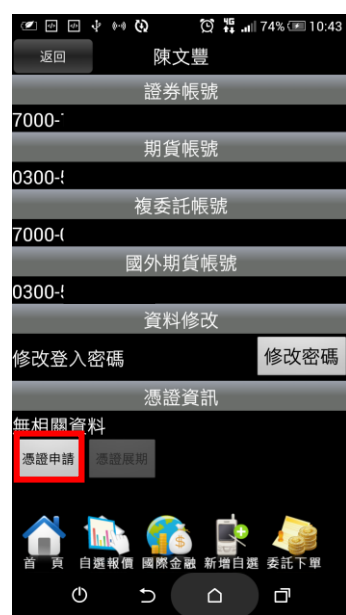 4G 74% 10:43
返回 陳文豐
證券帳號
7000-
期貨帳號
0300-
複委託帳號
7000-
國外期貨帳號
0300-
資料修改
修改登入密碼 修改密碼
憑證資訊
無相關資料
憑證申請 憑證展期
首 頁 自選報價 國際金融 新增自選 委託下單